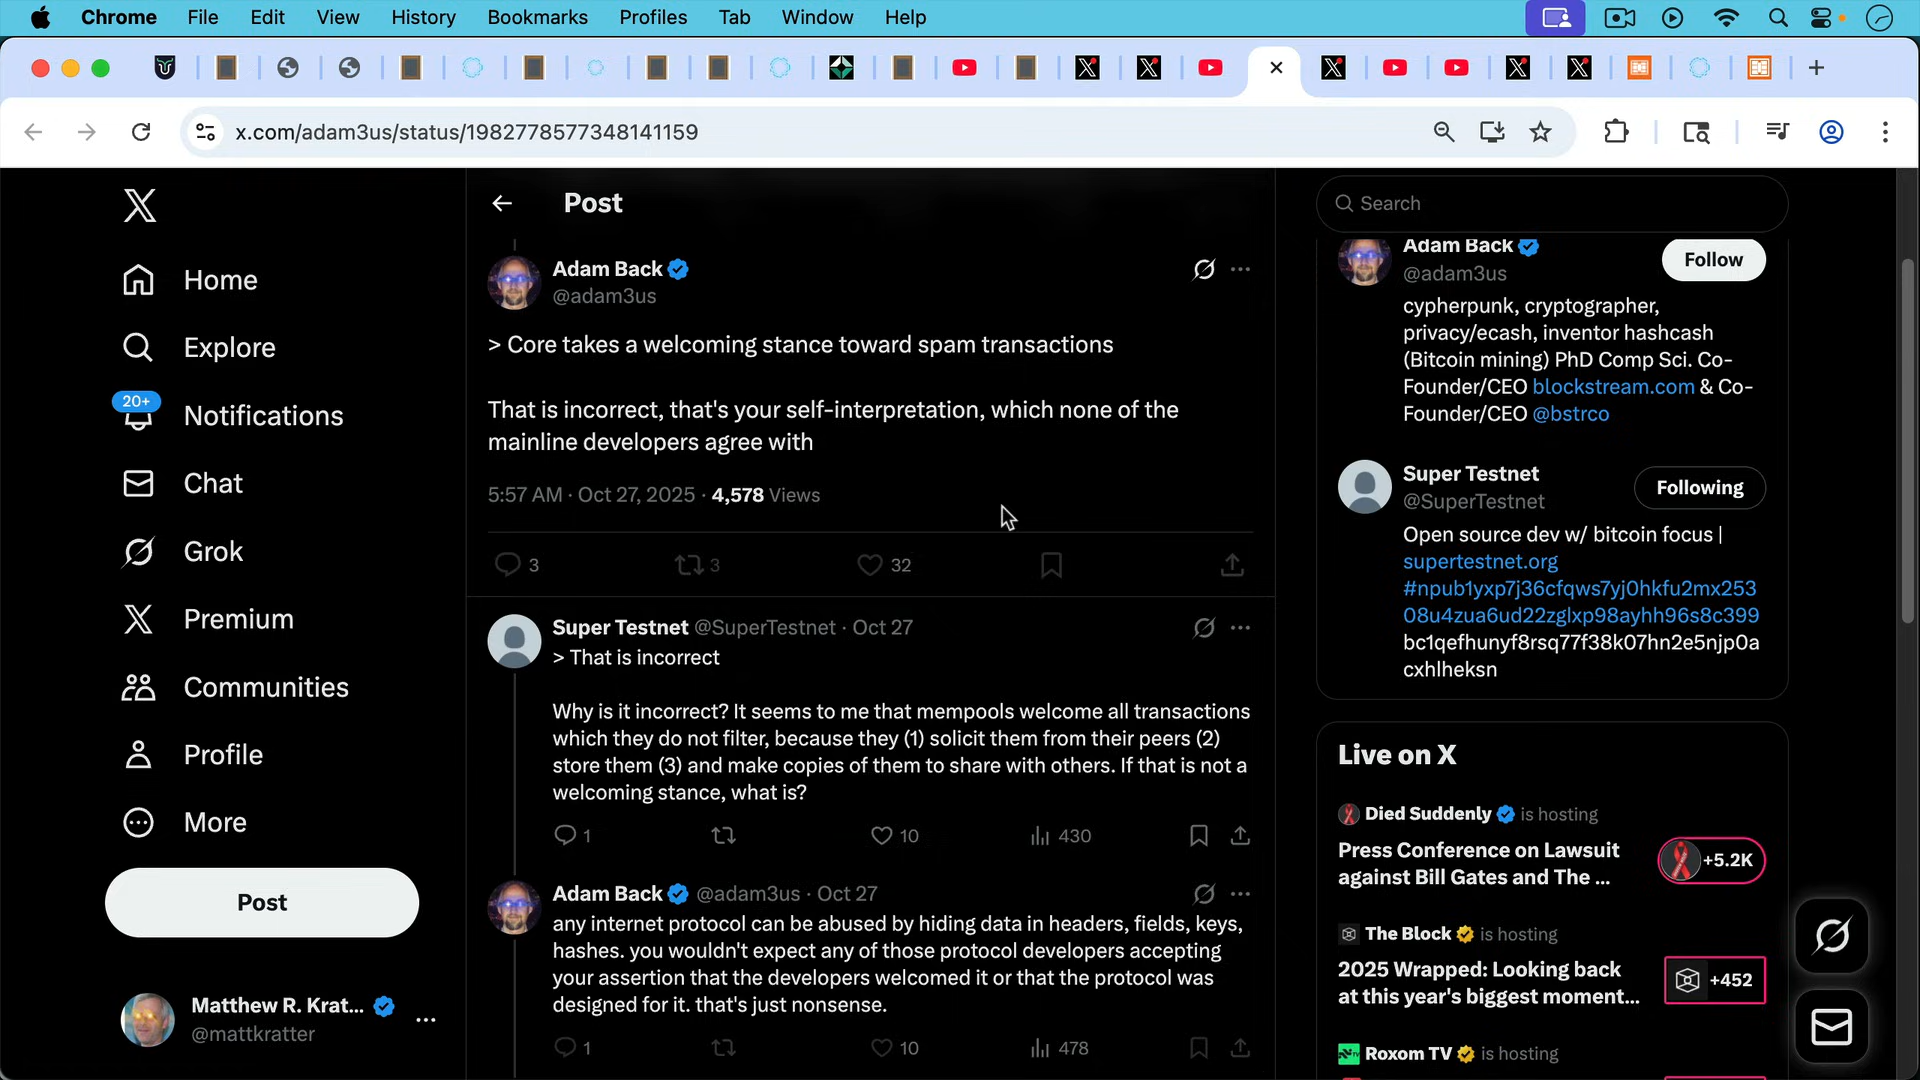 Chrome File Edit View History Bookmarks Profiles Tab Window Help
x.com/adam3us/status/1982778577348141159
Home
Explore
20+
Notifications
Chat
Grok
Premium
Communities
Profile
More
Post
Matthew R. Krat...
@mattkratter
Post
Adam Back
@adam3us
> Core takes a welcoming stance toward spam transactions
That is incorrect, that's your self-interpretation, which none of the
mainline developers agree with
5:57 AM · Oct 27, 2025 · 4,578 Views
3 3 32
Super Testnet @SuperTestnet · Oct 27
> That is incorrect
Why is it incorrect? It seems to me that mempools welcome all transactions
which they do not filter, because they (1) solicit them from their peers (2)
store them (3) and make copies of them to share with others. If that is not a
welcoming stance, what is?
1 10 430
Adam Back @adam3us · Oct 27
any internet protocol can be abused by hiding data in headers, fields, keys,
hashes. you wouldn't expect any of those protocol developers accepting
your assertion that the developers welcomed it or that the protocol was
designed for it. that's just nonsense.
1 10 478
Search
Adam Back
@adam3us
Follow
cypherpunk, cryptographer,
privacy/ecash, inventor hashcash
(Bitcoin mining) PhD Comp Sci. Co-
Founder/CEO blockstream.com & Co-
Founder/CEO @bstrco
Super Testnet
@SuperTestnet
Following
Open source dev w/ bitcoin focus |
supertestnet.org
#npub1yxp7j36cfqws7yj0hkfu2mx253
08u4zua6ud22zglxp98ayhh96s8c399
bc1qefhunyf8rsq77f38k07hn2e5njp0a
cxhlheksn
Live on X
Died Suddenly is hosting
Press Conference on Lawsuit
against Bill Gates and The ...
+5.2K
The Block is hosting
2025 Wrapped: Looking back
at this year's biggest moment...
+452
Roxom TV is hosting